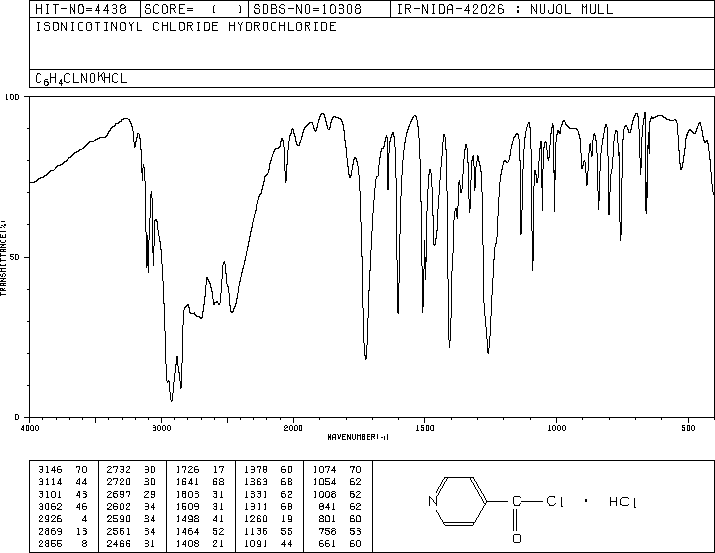 HIT-NO=4438 SCORE= ( ) SDBS-NO=10308 IR-NIDA-42026 : NUJOL MULL
ISONICOTINOYL CHLORIDE HYDROCHLORIDE
C6H4CLNO·HCL
100
50
0
TRANSMITTANCE(%)
4000 3000 2000 1500 1000 500
WAVENUMBER(-1)
3146 70 2732 30 1726 17 1378 60 1074 70
3114 44 2720 30 1641 68 1363 68 1054 62
3101 43 2697 29 1603 31 1331 62 1008 62
3062 46 2602 34 1509 31 1311 68 841 62
2926 4 2590 34 1498 41 1260 19 801 60
2869 13 2561 34 1464 52 1136 55 758 53
2855 8 2466 31 1408 21 1091 44 661 60
N C Cl · HCl
O